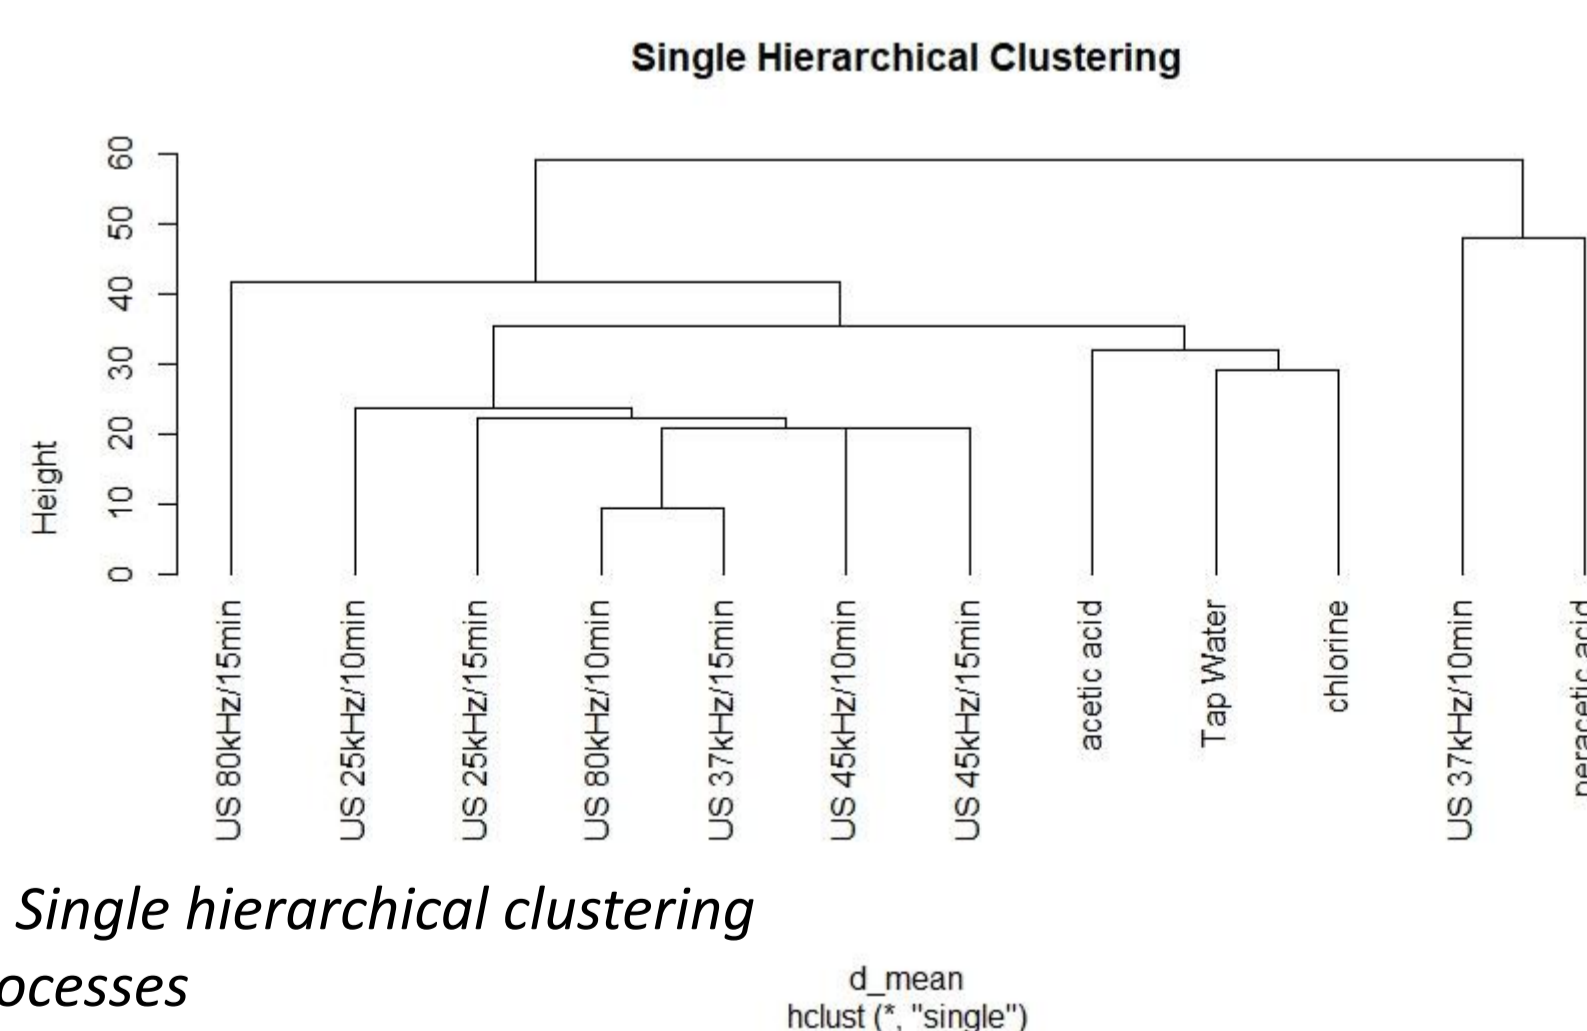 Single Hierarchical Clustering
Height
60
50
40
30
20
10
0
US 80kHz/15min
US 25kHz/10min
US 25kHz/15min
US 80kHz/10min
US 37kHz/15min
US 45kHz/10min
US 45kHz/15min
acetic acid
Tap Water
chlorine
US 37kHz/10min
peracetic acid
Single hierarchical clustering
ocesses
d_mean
hclust (*, "single")